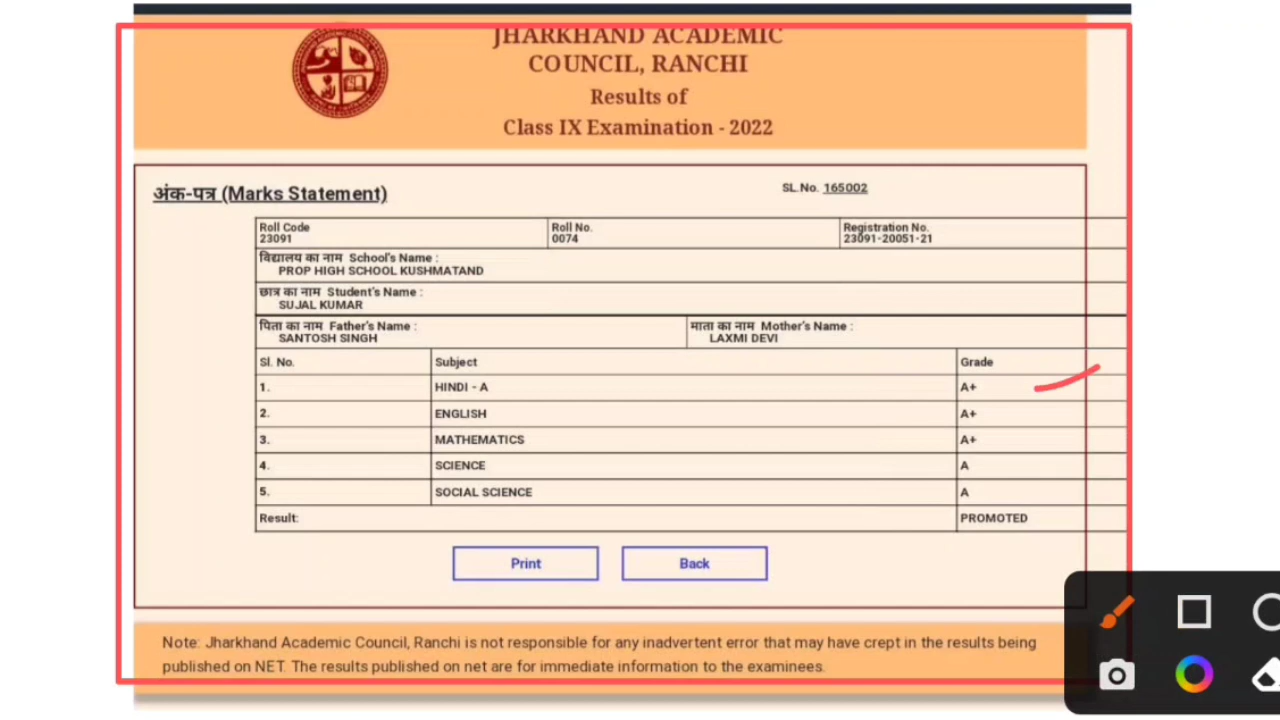 JHARKHAND ACADEMIC
COUNCIL, RANCHI
Results of
Class IX Examination - 2022
अंक-पत्र (Marks Statement)
SL.No. 165002
Roll Code
23091
Roll No.
0074
Registration No.
23091-20051-21
विद्यालय का नाम School's Name :
PROP HIGH SCHOOL KUSHMATAND
छात्र का नाम Student's Name :
SUJAL KUMAR
पिता का नाम Father's Name :
SANTOSH SINGH
माता का नाम Mother's Name :
LAXMI DEVI
Sl. No. Subject Grade
1. HINDI - A A+
2. ENGLISH A+
3. MATHEMATICS A+
4. SCIENCE A
5. SOCIAL SCIENCE A
Result: PROMOTED
Print Back
Note: Jharkhand Academic Council, Ranchi is not responsible for any inadvertent error that may have crept in the results being
published on NET. The results published on net are for immediate information to the examinees.